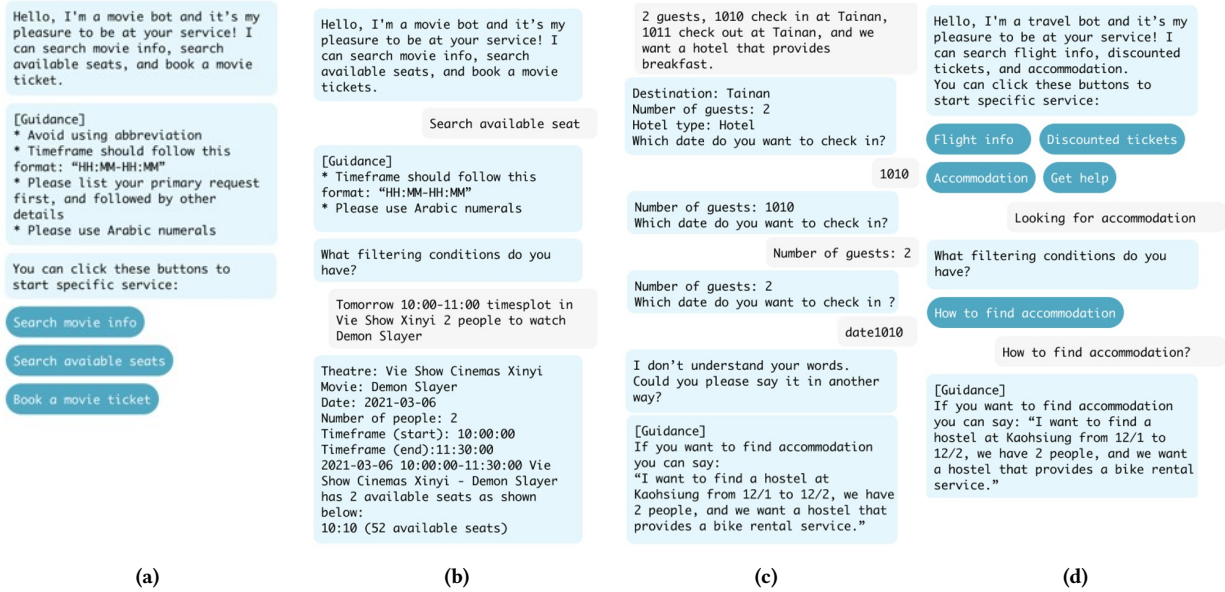 Hello, I'm a movie bot and it's my
pleasure to be at your service! I
can search movie info, search
available seats, and book a movie
ticket.
[Guidance]
* Avoid using abbreviation
* Timeframe should follow this
format: “HH:MM-HH:MM”
* Please list your primary request
first, and followed by other
details
* Please use Arabic numerals
You can click these buttons to
start specific service:
Search movie info
Search avaiable seats
Book a movie ticket
(a)
Hello, I'm a movie bot and it’s my
pleasure to be at your service! I
can search movie info, search
available seats, and book a movie
tickets.
Search available seat
[Guidance]
* Timeframe should follow this
format: “HH:MM-HH:MM”
* Please use Arabic numerals
What filtering conditions do you
have?
Tomorrow 10:00-11:00 timesplot in
Vie Show Xinyi 2 people to watch
Demon Slayer
Theatre: Vie Show Cinemas Xinyi
Movie: Demon Slayer
Date: 2021-03-06
Number of people: 2
Timeframe (start): 10:00:00
Timeframe (end):11:30:00
2021-03-06 10:00:00-11:30:00 Vie
Show Cinemas Xinyi - Demon Slayer
has 2 available seats as shown
below:
10:10 (52 available seats)
(b)
2 guests, 1010 check in at Tainan,
1011 check out at Tainan, and we
want a hotel that provides
breakfast.
Destination: Tainan
Number of guests: 2
Hotel type: Hotel
Which date do you want to check in?
1010
Number of guests: 1010
Which date do you want to check in?
Number of guests: 2
Number of guests: 2
Which date do you want to check in ?
date1010
I don’t understand your words.
Could you please say it in another
way?
[Guidance]
If you want to find accommodation
you can say:
“I want to find a hostel at
Kaohsiung from 12/1 to 12/2, we have
2 people, and we want a hostel that
provides a bike rental service.”
(c)
Hello, I'm a travel bot and it’s my
pleasure to be at your service! I
can search flight info, discounted
tickets, and accommodation.
You can click these buttons to
start specific service:
Flight info
Discounted tickets
Accommodation
Get help
Looking for accommodation
What filtering conditions do you
have?
How to find accommodation
How to find accommodation?
[Guidance]
If you want to find accommodation
you can say: “I want to find a
hostel at Kaohsiung from 12/1 to
12/2, we have 2 people, and we want
a hostel that provides a bike rental
service.”
(d)